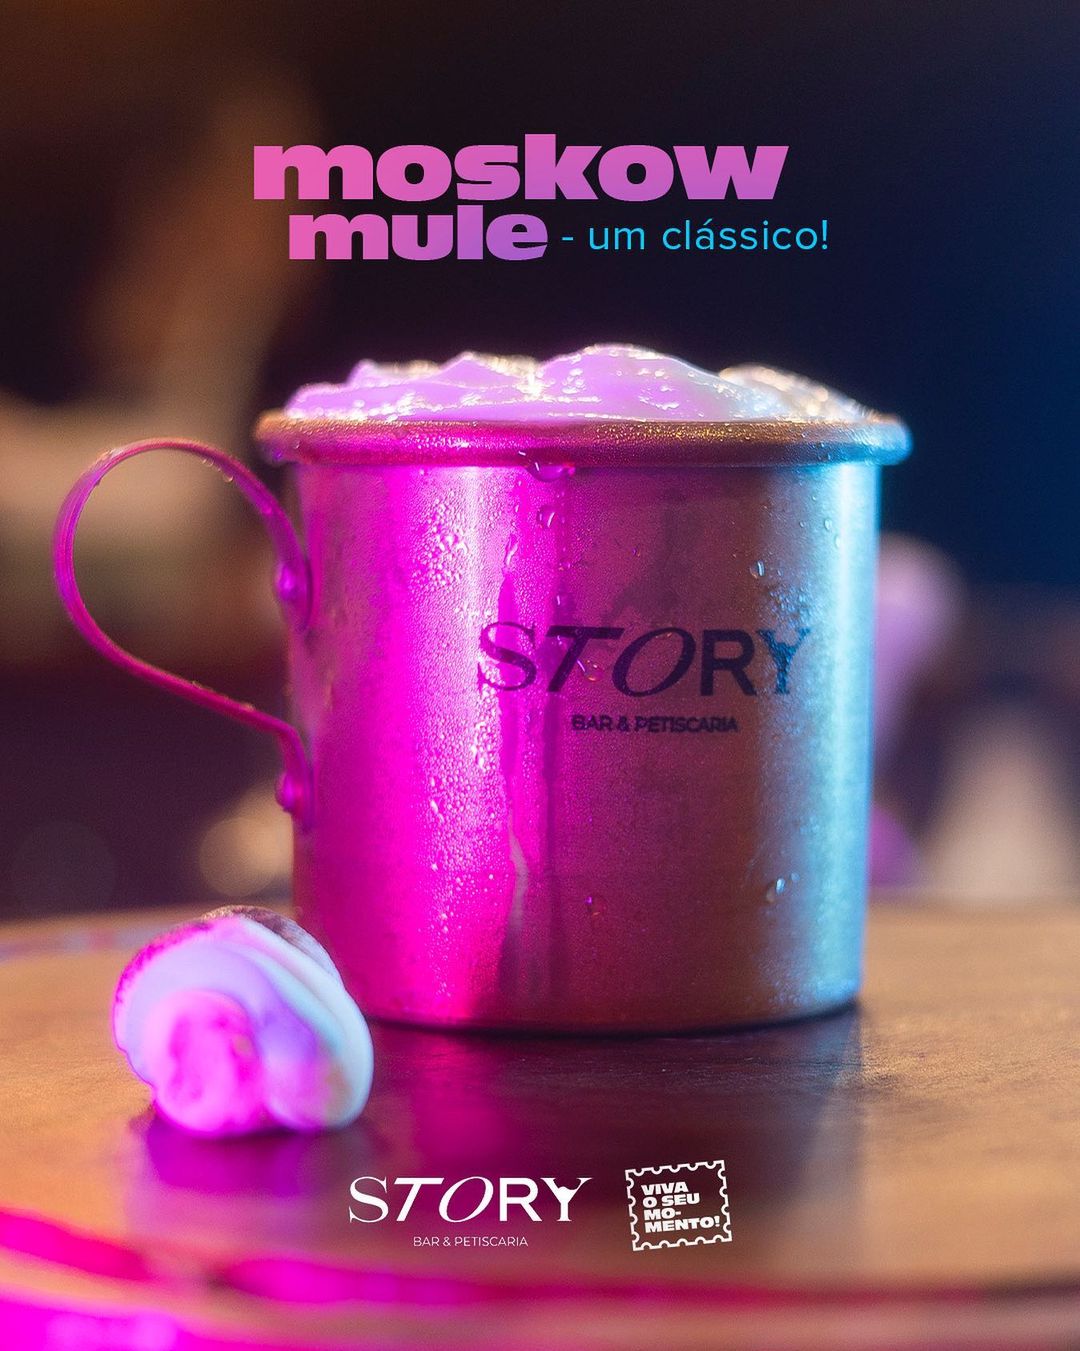 moskow
mule - um clássico!
STORY
BAR & PETISCARIA
STORY
BAR & PETISCARIA
VIVA
O SEU
MO-
MENTO!